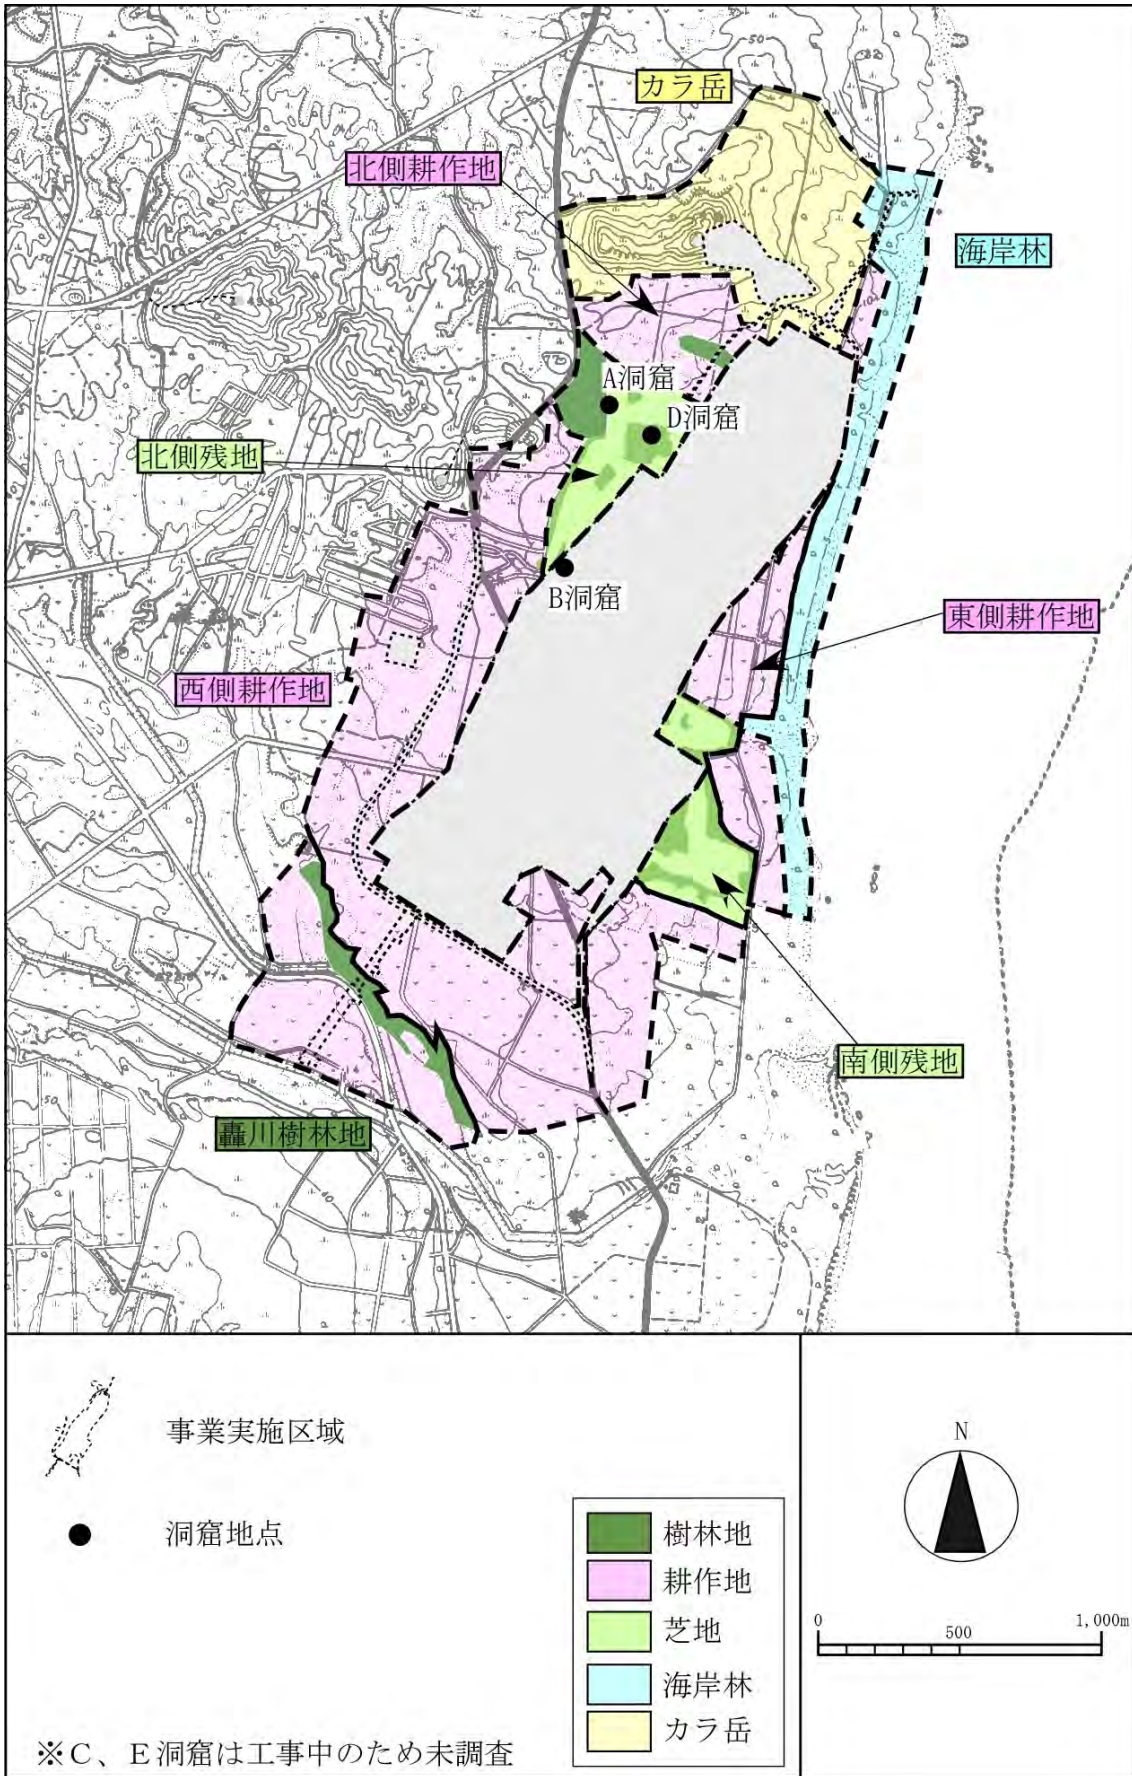 カラ岳
北側耕作地
海岸林
A洞窟
D洞窟
北側残地
B洞窟
東側耕作地
西側耕作地
南側残地
轟川樹林地
事業実施区域
洞窟地点
※C、E洞窟は工事中のため未調査
樹林地
耕作地
芝地
海岸林
カラ岳
N
0
500
1,000m